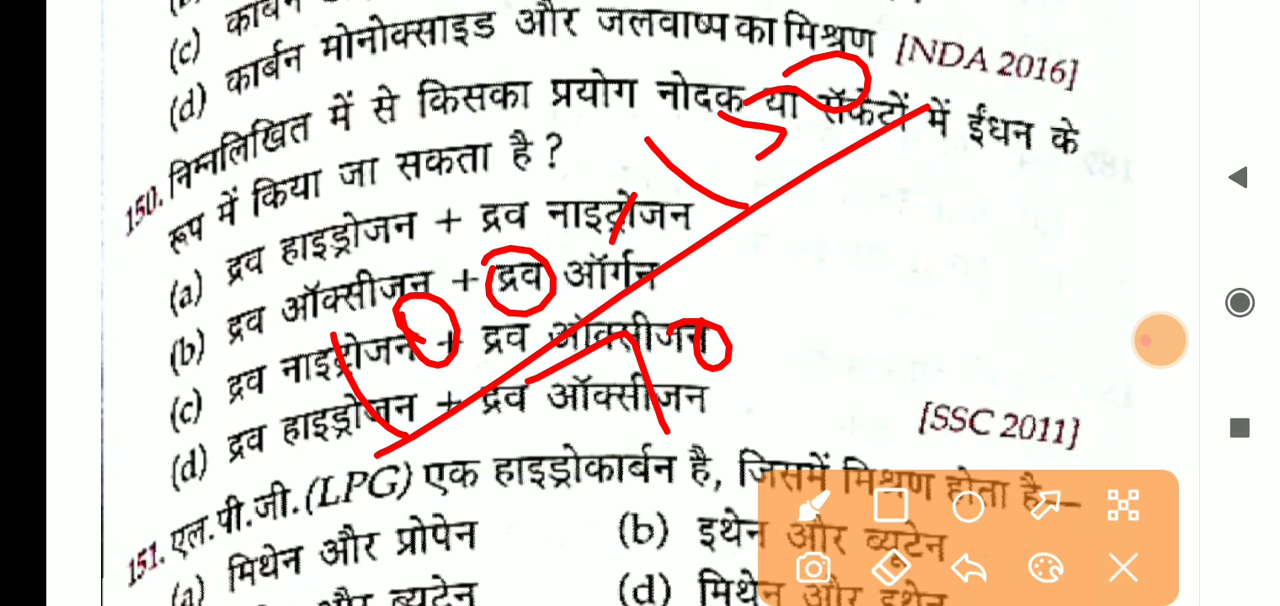 (c) कार्बन
(d) कार्बन मोनोक्साइड और जलवाष्प का मिश्रण [NDA 2016]
150. निम्नलिखित में से किसका प्रयोग नोदक या रॉकेटों में ईंधन के
रूप में किया जा सकता है ?
(a) द्रव हाइड्रोजन + द्रव नाइट्रोजन
(b) द्रव ऑक्सीजन + द्रव ऑर्गन
(c) द्रव नाइट्रोजन + द्रव ऑक्सीजन
(d) द्रव हाइड्रोजन + द्रव ऑक्सीजन
[SSC 2011]
151. एल.पी.जी. (LPG) एक हाइड्रोकार्बन है, जिसमें मिश्रण होता है—
(a) मिथेन और प्रोपेन (b) इथेन और ब्यूटेन
और ब्यूटेन (d) मिथेन और इथेन